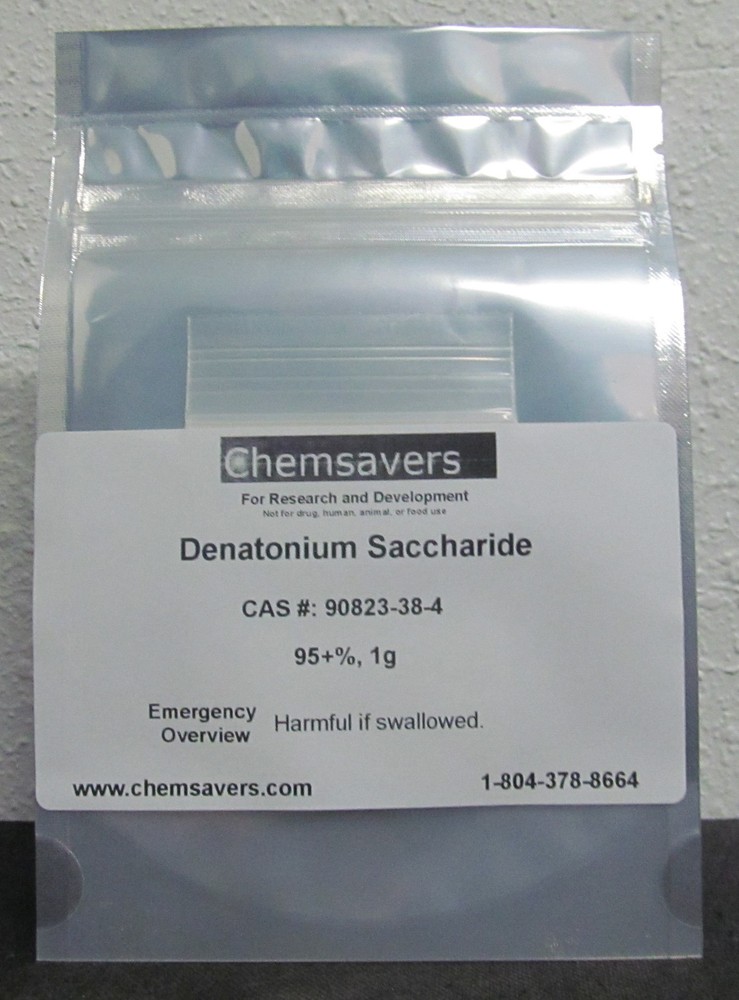 Chemsavers
For Research and Development
Not for drug, human, animal, or food use
Denatonium Saccharide
CAS #: 90823-38-4
95+%, 1g
Emergency Overview Harmful if swallowed.
www.chemsavers.com 1-804-378-8664